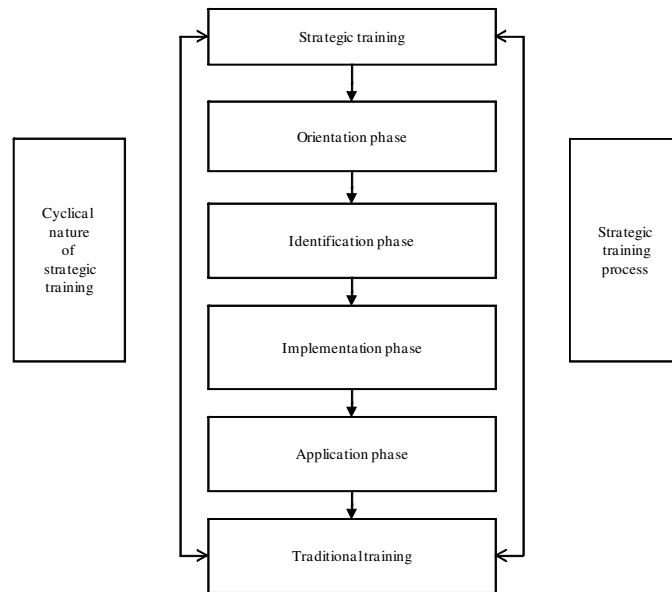 Strategic training
Orientation phase
Cyclical
nature
of
strategic
training
Identification phase
Strategic
training
process
Implementation phase
Application phase
Traditional training